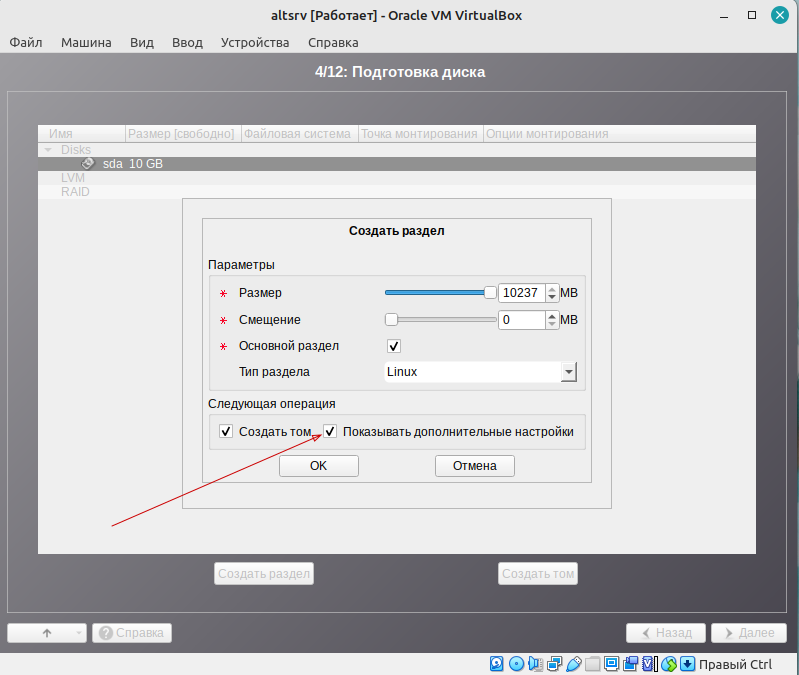 altsrv [Работает] - Oracle VM VirtualBox
Файл Машина Вид Ввод Устройства Справка
4/12: Подготовка диска
Имя Размер [свободно] Файловая система Точка монтирования Опции монтирования
Disks
sda 10 GB
LVM
RAID
Создать раздел
Параметры
* Размер 10237 MB
* Смещение 0 MB
* Основной раздел
Тип раздела Linux
Следующая операция
Создать том Показывать дополнительные настройки
OK Отмена
Создать раздел Создать том
? Справка Назад Далее
Правый Ctrl